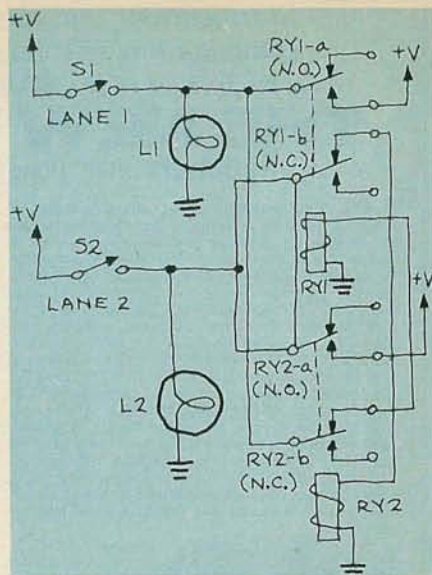 +V
S1
LANE 1
L1
RY1-a
(N.O.)
+V
RY1-b
(N.C.)
RY1
+V
S2
LANE 2
L2
+V
RY2-a
(N.O.)
RY2-b
(N.C.)
RY2